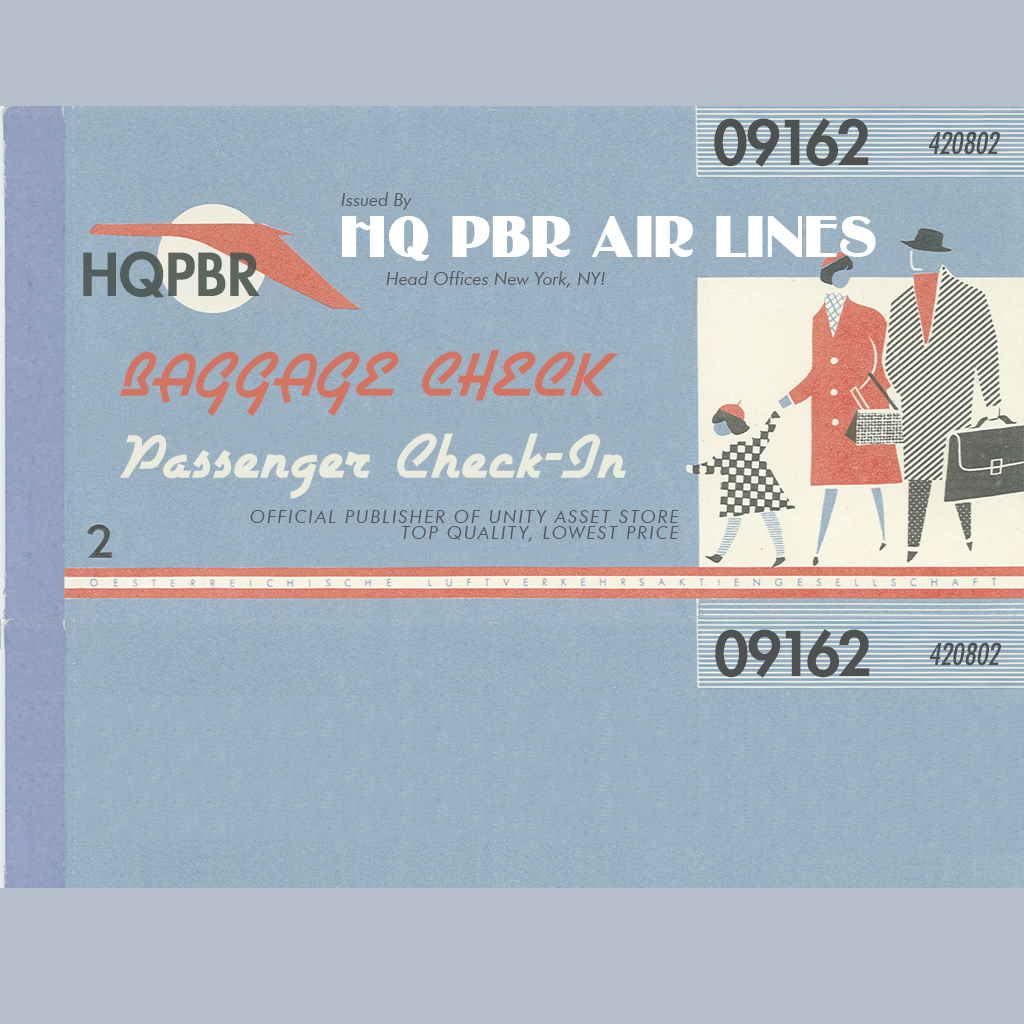 09162 420802
Issued By
HQ PBR AIR LINES
HQPBR
Head Offices New York, NY!
BAGGAGE CHECK
Passenger Check-In
OFFICIAL PUBLISHER OF UNITY ASSET STORE
TOP QUALITY, LOWEST PRICE
2
OESTERREICHISCHE LUFTVERKEHRSAKTIENGESELLSCHAFT
09162 420802